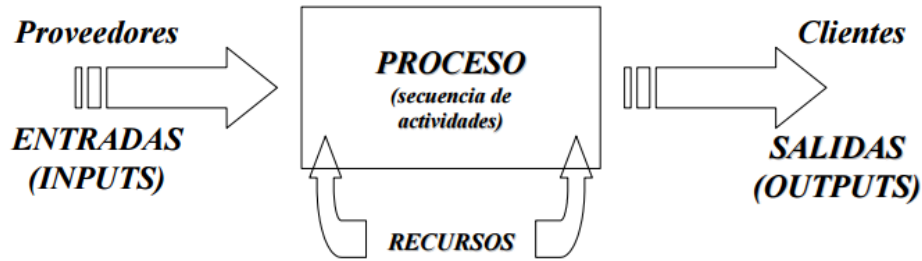 Proveedores
ENTRADAS
(INPUTS)
PROCESO
(secuencia de
actividades)
RECURSOS
Clientes
SALIDAS
(OUTPUTS)